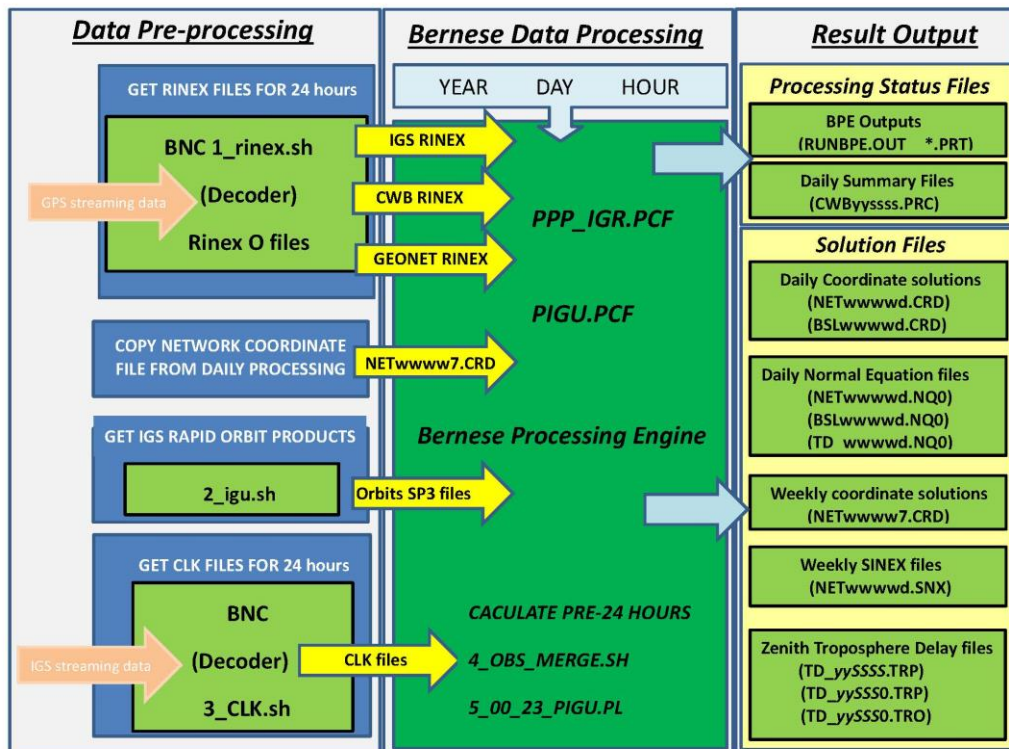 Data Pre-processing
GET RINEX FILES FOR 24 hours
BNC 1_rinex.sh
(Decoder)
Rinex O files
GPS streaming data
COPY NETWORK COORDINATE
FILE FROM DAILY PROCESSING
GET IGS RAPID ORBIT PRODUCTS
2_igu.sh
GET CLK FILES FOR 24 hours
BNC
(Decoder)
3_CLK.sh
IGS streaming data
Bernese Data Processing
YEAR DAY HOUR
IGS RINEX
CWB RINEX
GEONET RINEX
NETwwww7.CRD
Orbits SP3 files
CLK files
PPP_IGR.PCF
PIGU.PCF
Bernese Processing Engine
CACULATE PRE-24 HOURS
4_OBS_MERGE.SH
5_00_23_PIGU.PL
Result Output
Processing Status Files
BPE Outputs
(RUNBPE.OUT *.PRT)
Daily Summary Files
(CWByyssss.PRC)
Solution Files
Daily Coordinate solutions
(NETwwwwd.CRD)
(BSLwwwwd.CRD)
Daily Normal Equation files
(NETwwwwd.NQ0)
(BSLwwwwd.NQ0)
(TD_wwwwd.NQ0)
Weekly coordinate solutions
(NETwwww7.CRD)
Weekly SINEX files
(NETwwwwd.SNX)
Zenith Troposphere Delay files
(TD_yySSSS.TRP)
(TD_yySSS0.TRP)
(TD_yySSS0.TRO)